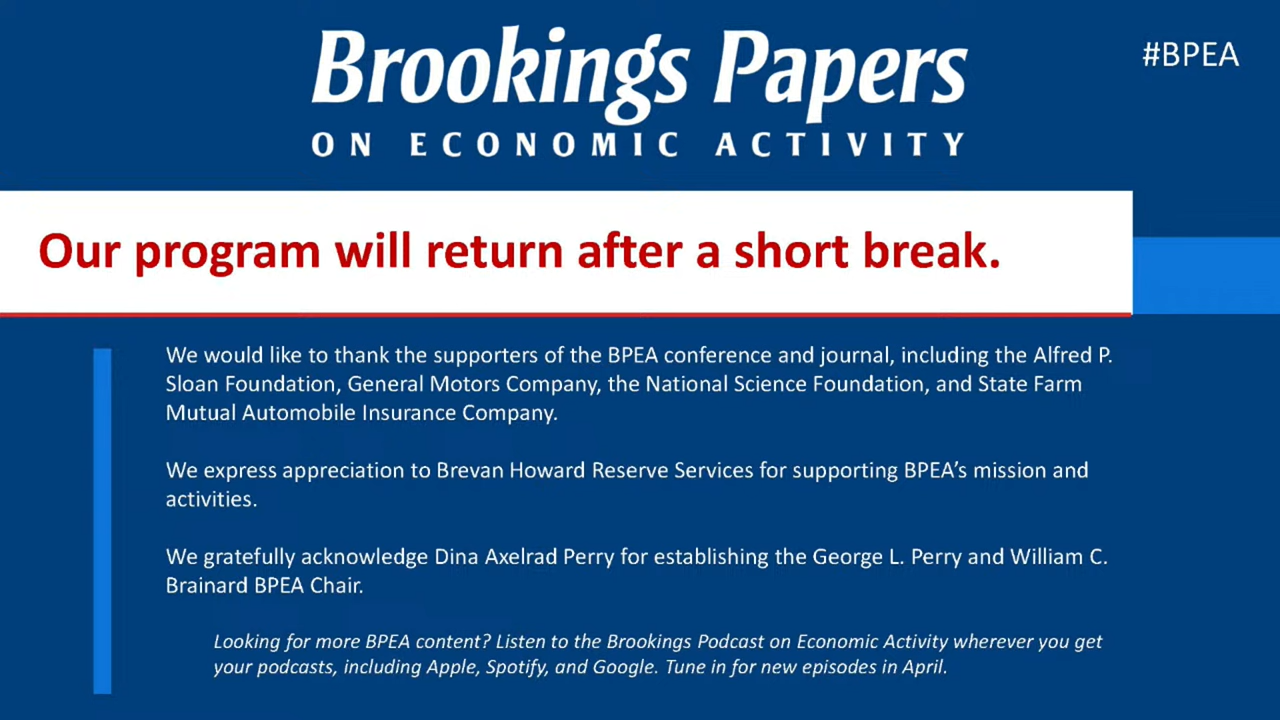 Brookings Papers
ON ECONOMIC ACTIVITY
#BPEA
Our program will return after a short break.
We would like to thank the supporters of the BPEA conference and journal, including the Alfred P.
Sloan Foundation, General Motors Company, the National Science Foundation, and State Farm
Mutual Automobile Insurance Company.
We express appreciation to Brevan Howard Reserve Services for supporting BPEA’s mission and
activities.
We gratefully acknowledge Dina Axelrad Perry for establishing the George L. Perry and William C.
Brainard BPEA Chair.
Looking for more BPEA content? Listen to the Brookings Podcast on Economic Activity wherever you get
your podcasts, including Apple, Spotify, and Google. Tune in for new episodes in April.